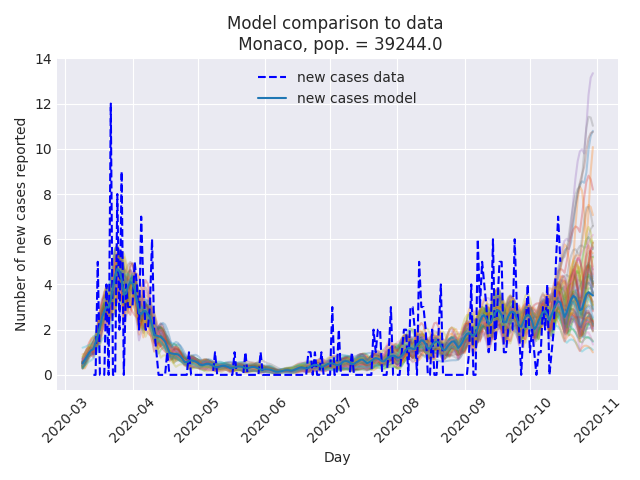 Model comparison to data
Monaco, pop. = 39244.0
new cases data
new cases model
Number of new cases reported
14
12
10
8
6
4
2
0
2020-03
2020-04
2020-05
2020-06
2020-07
2020-08
2020-09
2020-10
2020-11
Day